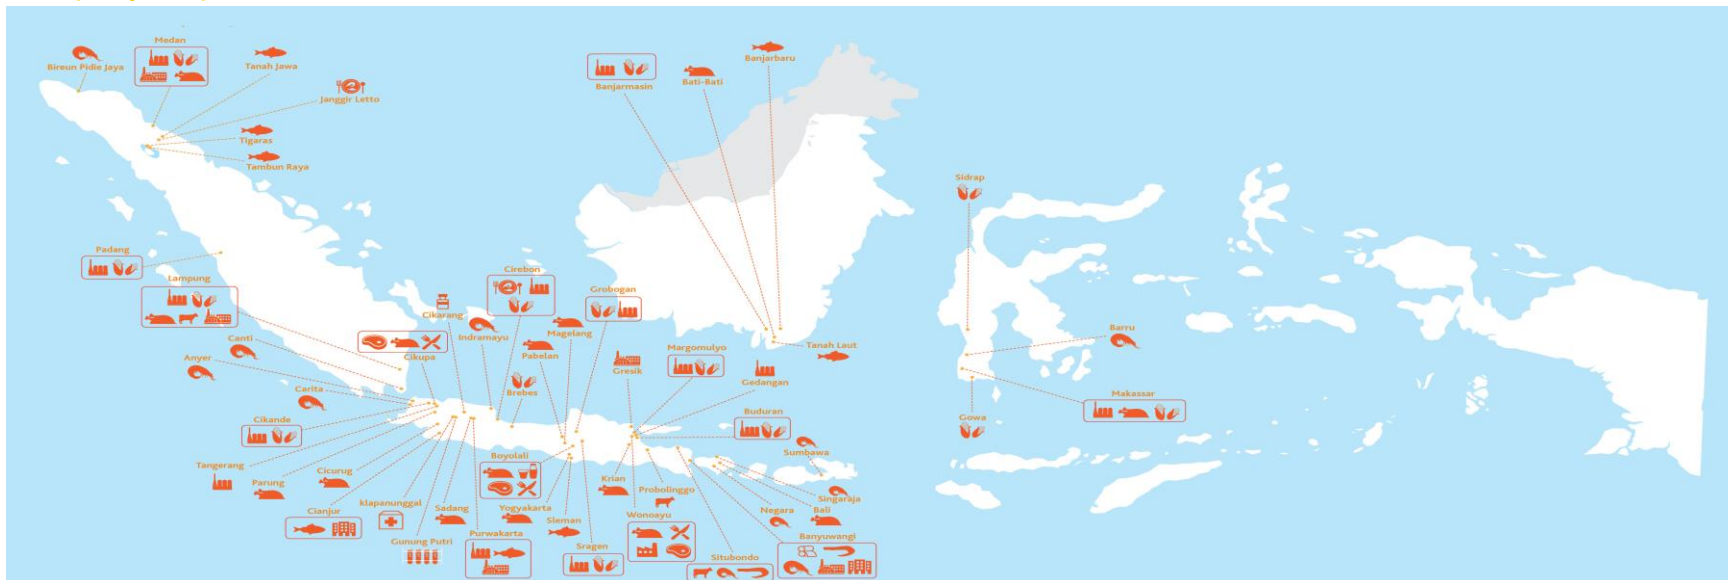 Medan
Bireun Pidie Jaya
Tanah Jawa
Janggir Letto
Tigaras
Tambun Raya
Banjarmasin
Bati-Bati
Banjarbaru
Sidrap
Padang
Lampung
Cikarang
Cirebon
Grobogan
Magelang
Indramayu
Pabelan
Canti
Cikupa
Margomulyo
Tanah Laut
Barru
Anyer
Gresik
Gedangan
Carita
Brebes
Makassar
Cikande
Buduran
Gowa
Sumbawa
Tangerang
Boyolali
Cicurug
Parung
Krian
Probolinggo
Singaraja
klapanunggal
Sadang
Yogyakarta
Negara
Bali
Cianjur
Sleman
Wonoayu
Gunung Putri
Purwakarta
Banyuwangi
Sragen
Situbondo